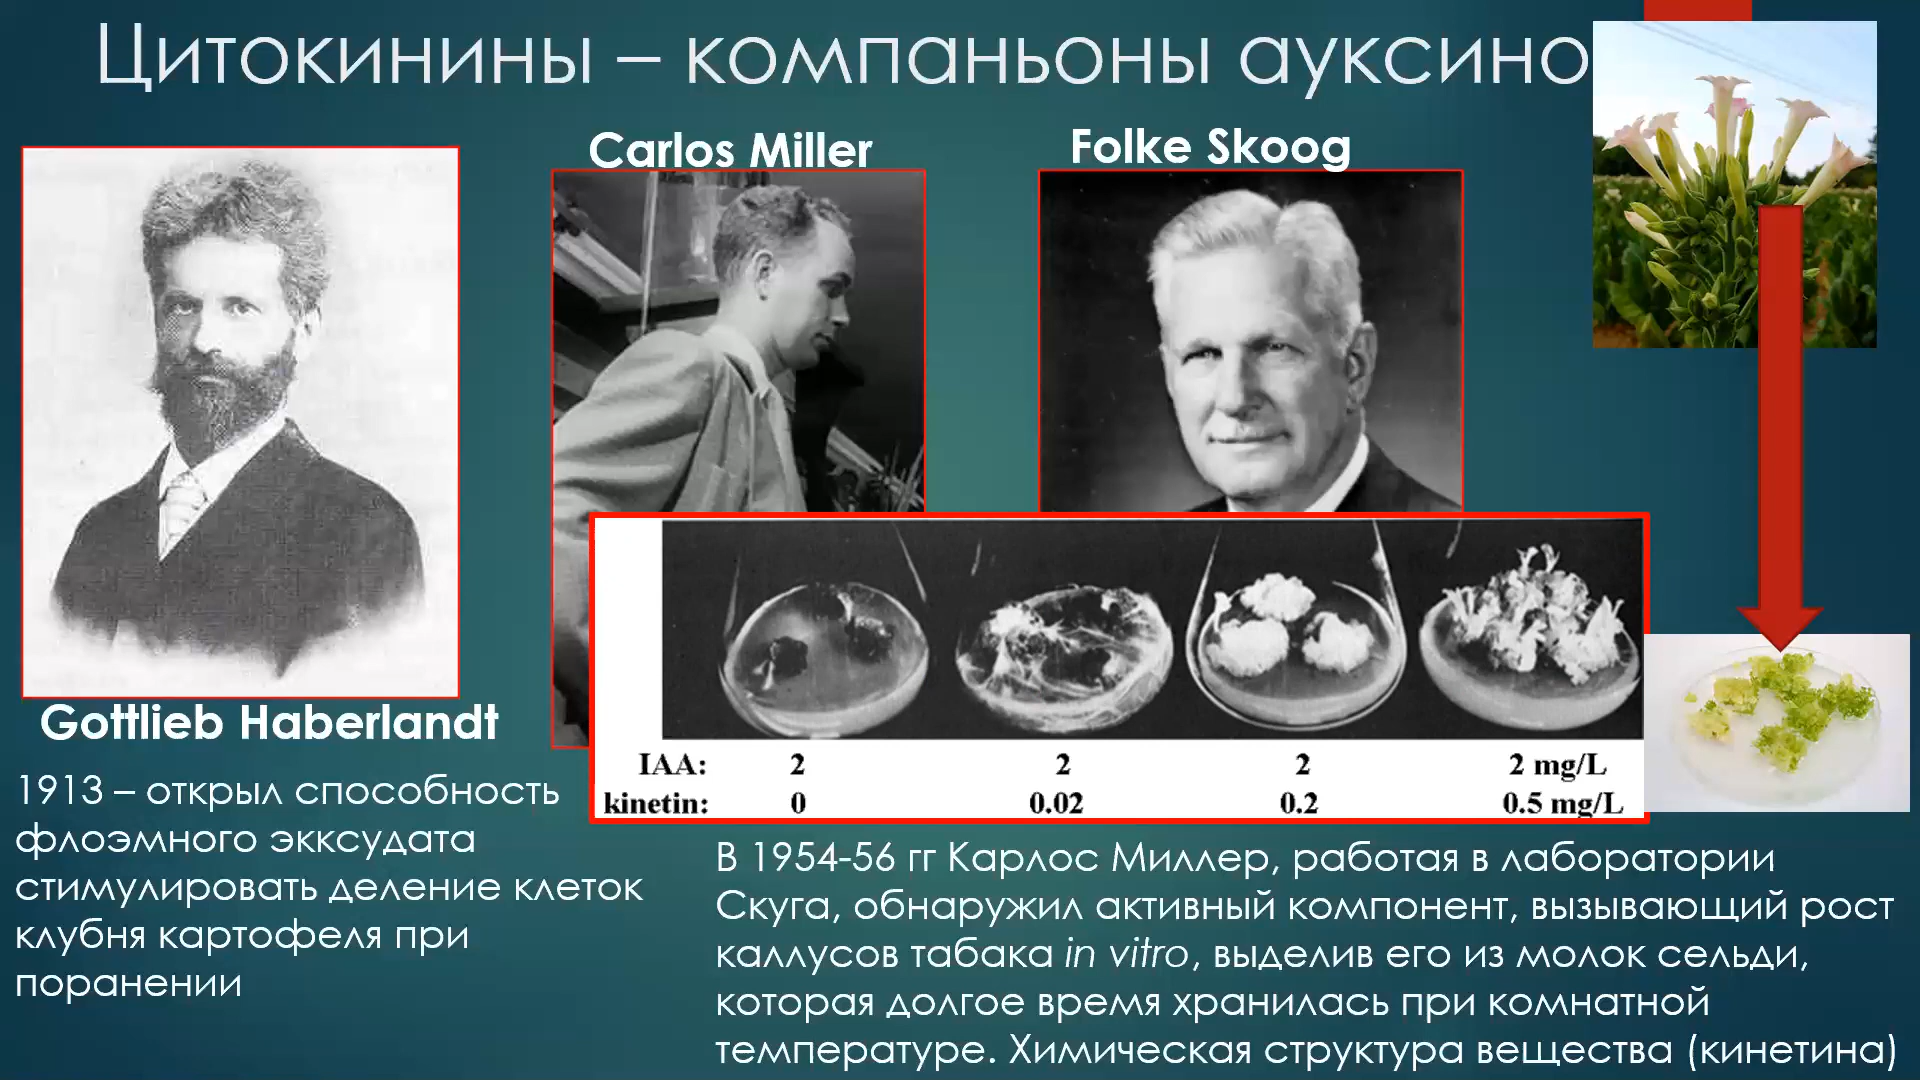 Цитокинины – компаньоны ауксино
Carlos Miller
Folke Skoog
Gottlieb Haberlandt
1913 – открыл способность
флоэмного экксудата
стимулировать деление клеток
клубня картофеля при
поранении
IAA: 2 2 2 2 mg/L
kinetin: 0 0.02 0.2 0.5 mg/L
В 1954-56 гг Карлос Миллер, работая в лаборатории
Скуга, обнаружил активный компонент, вызывающий рост
каллусов табака in vitro, выделив его из молок сельди,
которая долгое время хранилась при комнатной
температуре. Химическая структура вещества (кинетина)